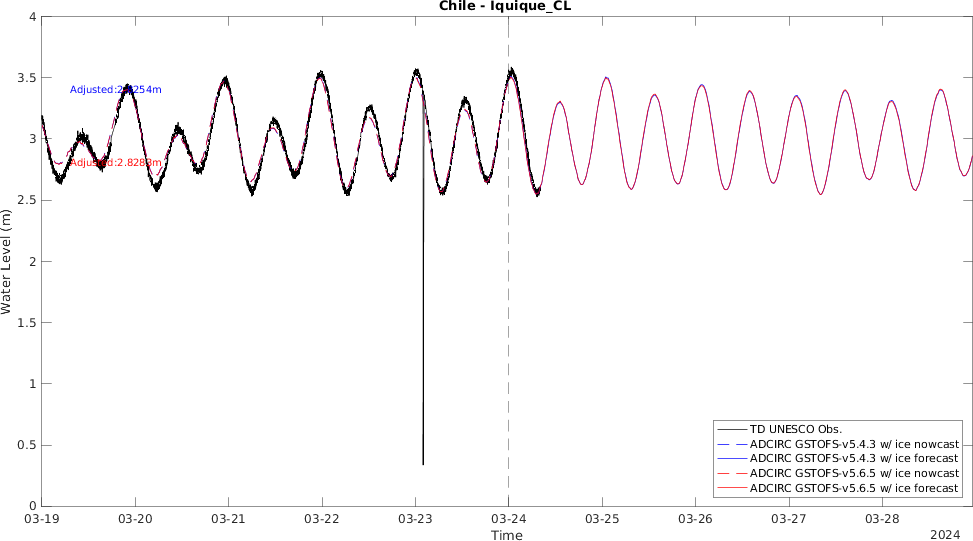 Chile - Iquique_CL
4
3.5
3
2.5
2
1.5
1
0.5
0
Water Level (m)
Adjusted:2.8283m
03-19
03-20
03-21
03-22
03-23
03-24
03-25
03-26
03-27
03-28
Time
2024
TD UNESCO Obs.
ADCIRC GSTOFS-v5.4.3 w/ ice nowcast
ADCIRC GSTOFS-v5.4.3 w/ ice forecast
ADCIRC GSTOFS-v5.6.5 w/ ice nowcast
ADCIRC GSTOFS-v5.6.5 w/ ice forecast